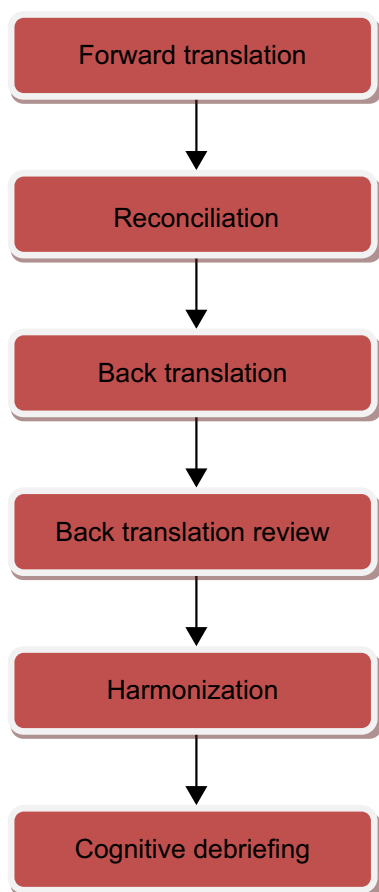 Forward translation
Reconciliation
Back translation
Back translation review
Harmonization
Cognitive debriefing